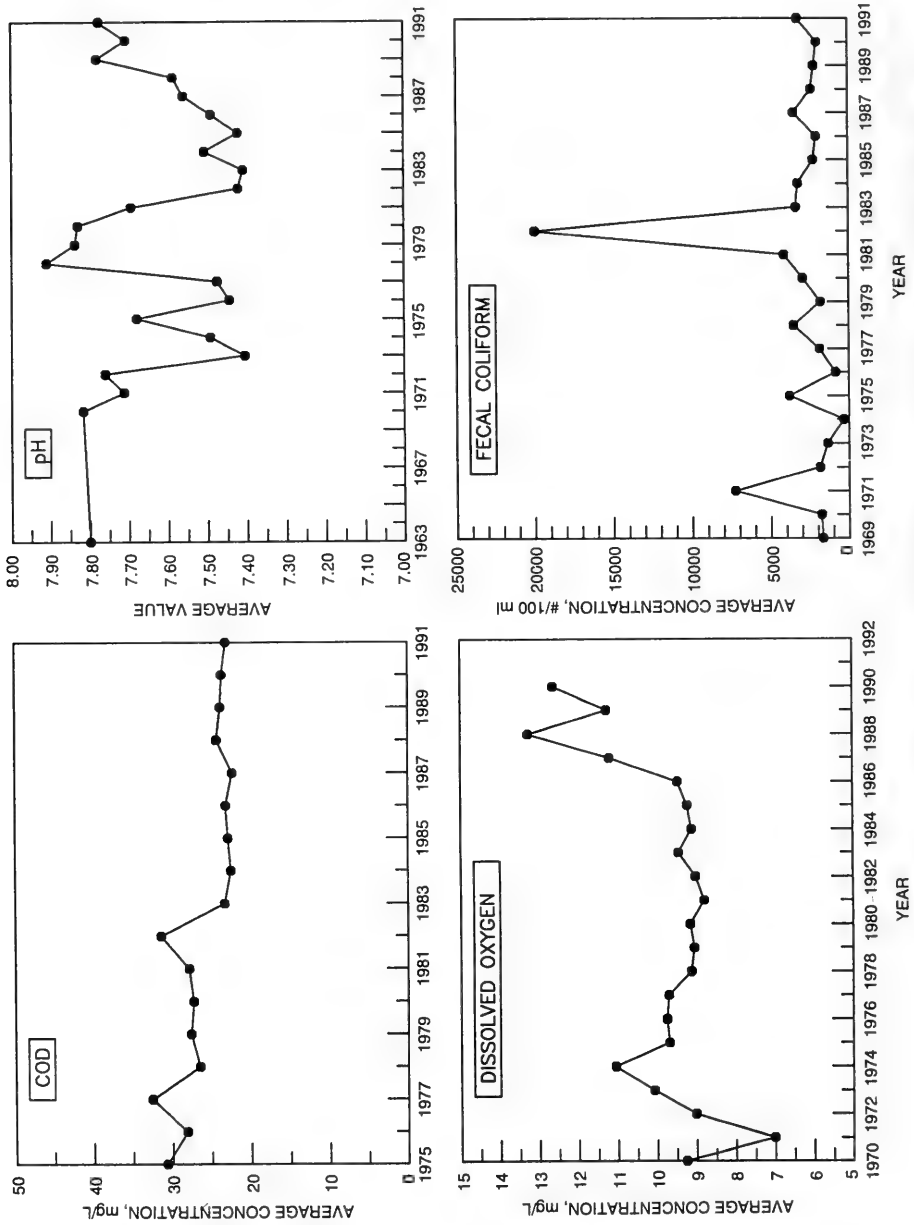 COD
AVERAGE CONCENTRATION, mg/L
50
40
30
20
10
0
1975 1977 1979 1981 1983 1985 1987 1989 1991
pH
AVERAGE VALUE
8.00
7.90
7.80
7.70
7.60
7.50
7.40
7.30
7.20
7.10
7.00
1963 1967 1971 1975 1979 1983 1987 1991
DISSOLVED OXYGEN
AVERAGE CONCENTRATION, mg/L
15
14
13
12
11
10
9
8
7
6
5
1970 1972 1974 1976 1978 1980 1982 1984 1986 1988 1990 1992
YEAR
FECAL COLIFORM
AVERAGE CONCENTRATION, #/100 ml
25000
20000
15000
10000
5000
0
1969 1971 1973 1975 1977 1979 1981 1983 1985 1987 1989 1991
YEAR